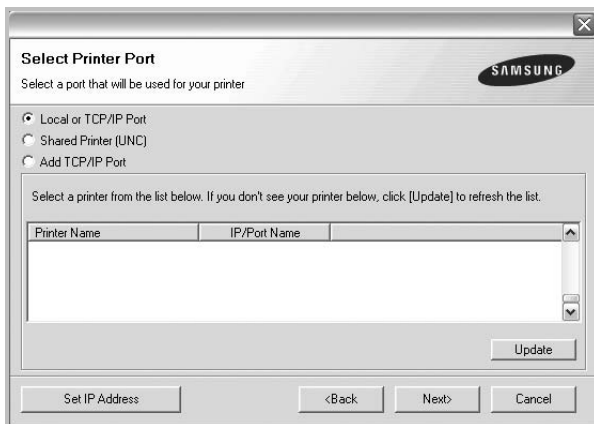 Select Printer Port
Select a port that will be used for your printer
SAMSUNG
Local or TCP/IP Port
Shared Printer (UNC)
Add TCP/IP Port
Select a printer from the list below. If you don't see your printer below, click [Update] to refresh the list.
Printer Name IP/Port Name
Update
Set IP Address <Back Next> Cancel